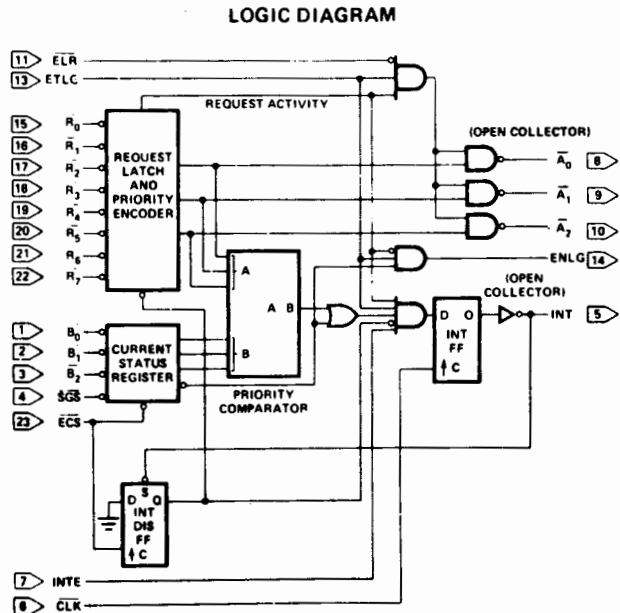 LOGIC DIAGRAM
11 ELR
13 ETLC
REQUEST ACTIVITY
15 R0
16 R1
17 R2
18 R3
19 R4
20 R5
21 R6
22 R7
REQUEST
LATCH
AND
PRIORITY
ENCODER
(OPEN COLLECTOR)
A0 8
A1 9
A2 10
ENLG 14
(OPEN
COLLECTOR)
INT 5
A
A B
B
PRIORITY
COMPARATOR
D Q
INT
FF
C
1 B0
2 B1
3 B2
4 SGS
23 ECS
CURRENT
STATUS
REGISTER
S
D Q
INT
DIS
FF
C
7 INTE
6 CLK